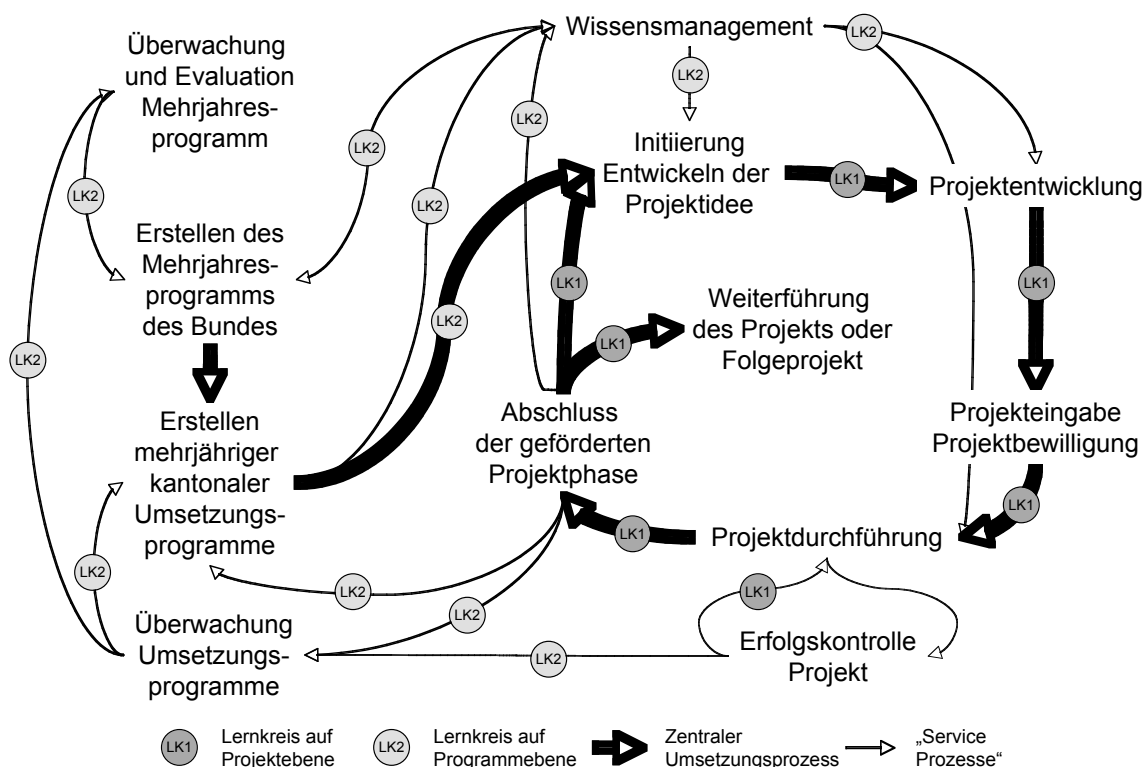 Wissensmanagement
LK2
LK2
LK2
Überwachung
und Evaluation
Mehrjahres-
programm
LK2
LK2
LK2
LK2
LK2
Initiierung
Entwickeln der
Projektidee
LK1
Projektentwicklung
Erstellen des
Mehrjahres-
programms
des Bundes
LK1
LK1
Weiterführung
des Projekts oder
Folgeprojekt
LK2
LK1
LK2
Erstellen
mehrjähriger
kantonaler
Umsetzungs-
programme
Abschluss
der geförderten
Projektphase
Projekteingabe
Projektbewilligung
LK1
LK1
Projektdurchführung
LK2
LK2
LK1
LK2
Überwachung
Umsetzungs-
programme
LK2
Erfolgskontrolle
Projekt
LK1
Lernkreis auf
Projektebene
LK2
Lernkreis auf
Programmebene
Zentraler
Umsetzungsprozess
„Service
Prozesse“